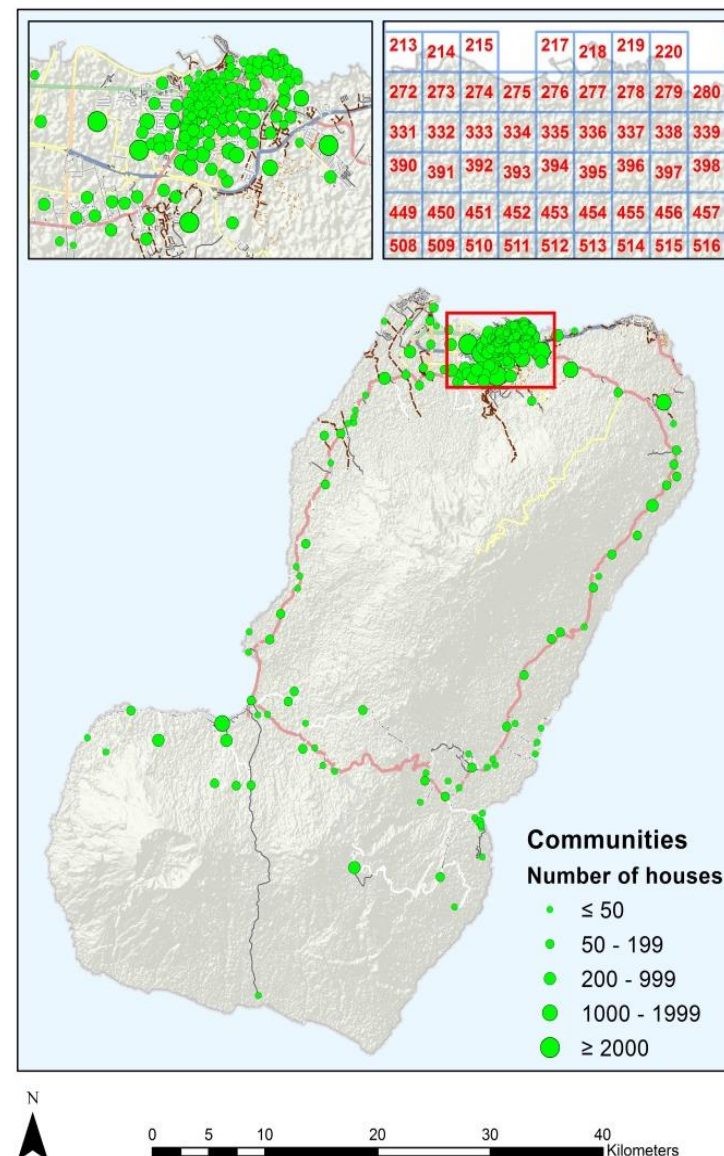 213 214 215 217 218 219 220
272 273 274 275 276 277 278 279 280
331 332 333 334 335 336 337 338 339
390 391 392 393 394 395 396 397 398
449 450 451 452 453 454 455 456 457
508 509 510 511 512 513 514 515 516
Communities
Number of houses
≤ 50
50 - 199
200 - 999
1000 - 1999
≥ 2000
N
0 5 10 20 30 40
Kilometers